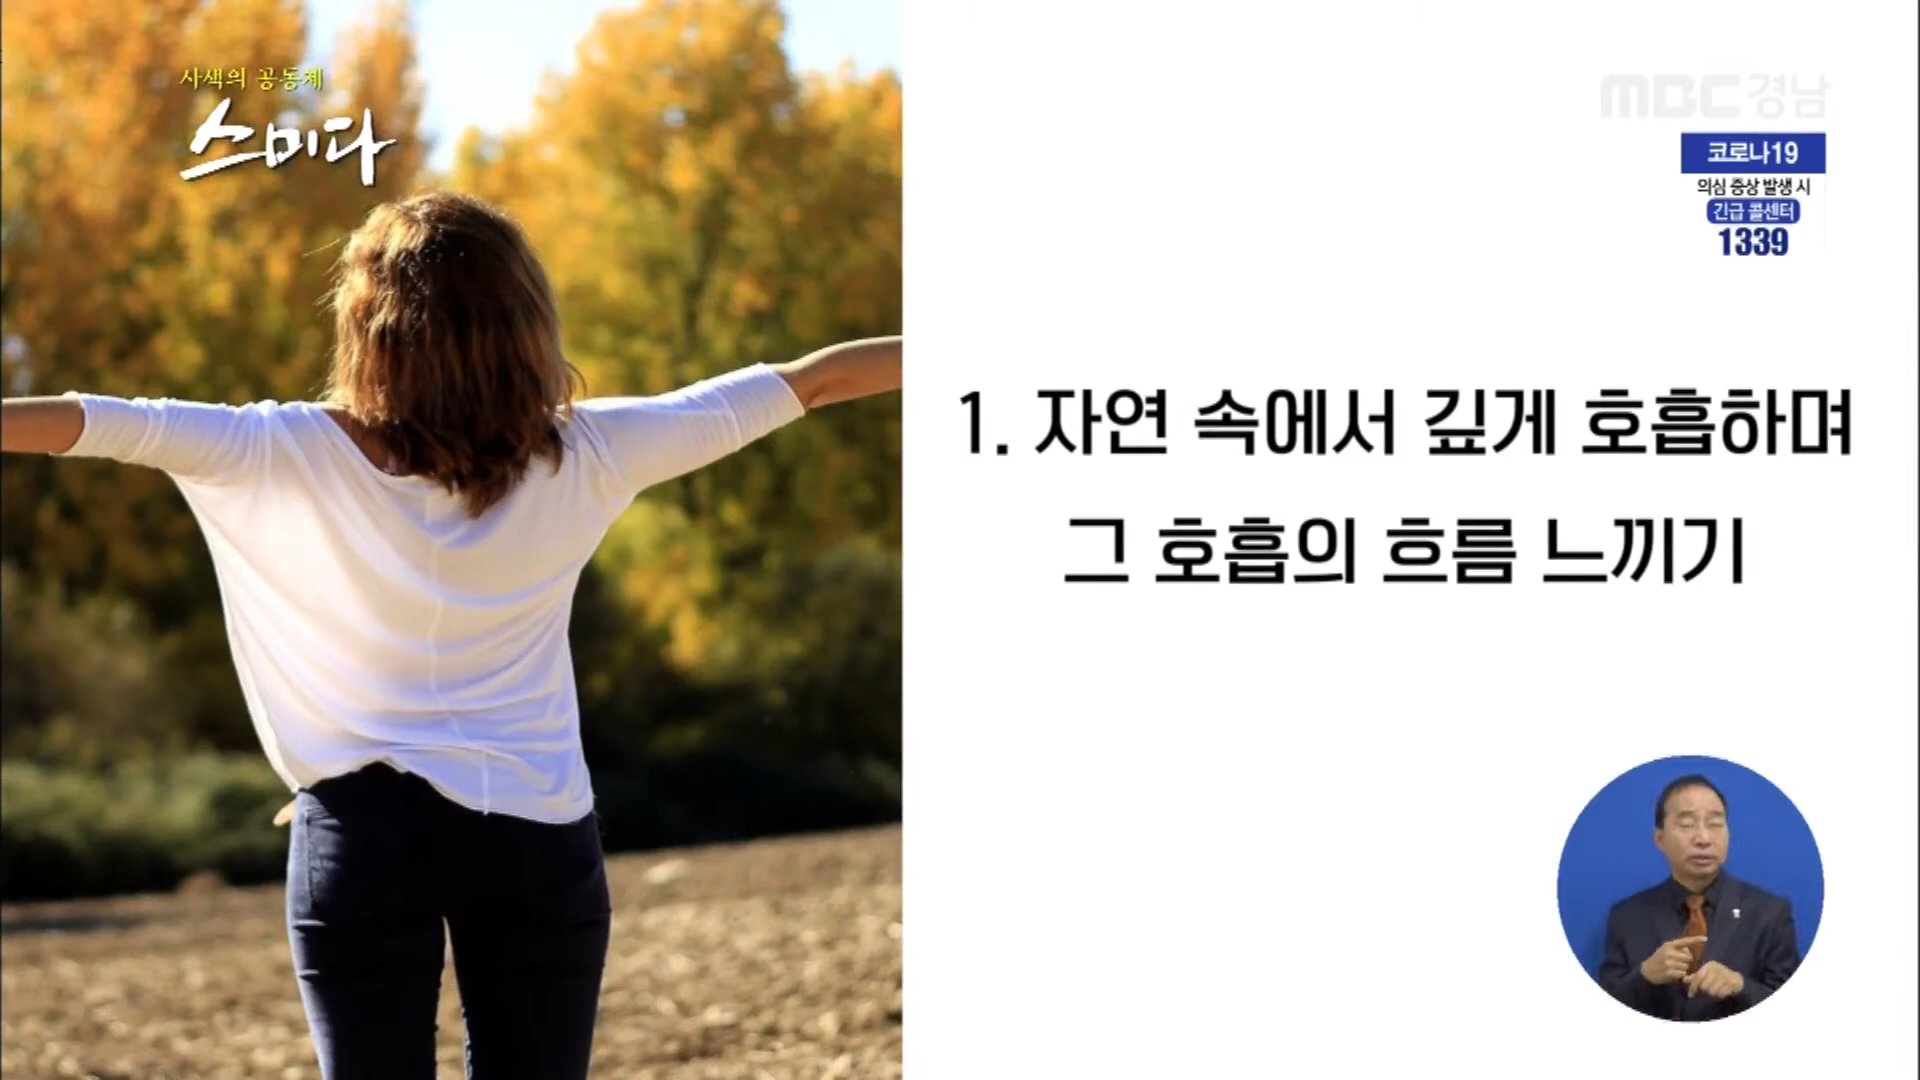 사색의 공동체
스미다
MBC경남
코로나19
의심 증상 발생 시
긴급 콜센터
1339
1. 자연 속에서 깊게 호흡하며
그 호흡의 흐름 느끼기